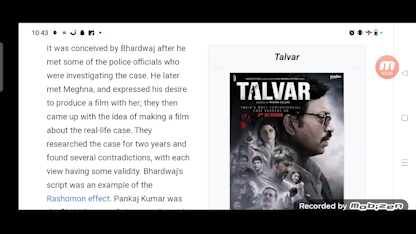 10:43
It was conceived by Bhardwaj after he
met some of the police officials who
were investigating the case. He later
met Meghna, and expressed his desire
to produce a film with her; they then
came up with the idea of making a film
about the real-life case. They
researched the case for two years and
found several contradictions, with each
view having some validity. Bhardwaj's
script was an example of the
Rashomon effect. Pankaj Kumar was
Talvar
TALVAR
Recorded by
MOBIZEN